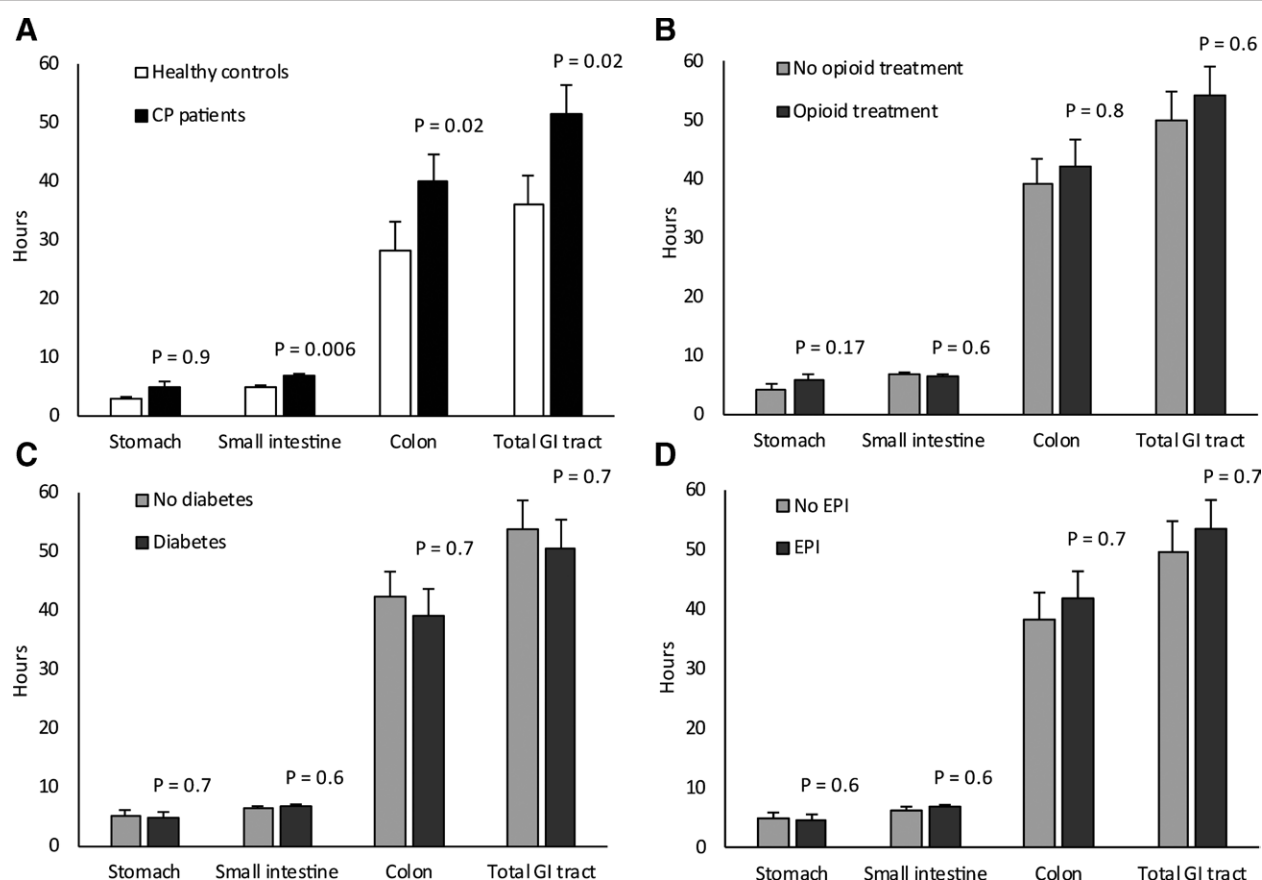 A
60
50
40
30
20
10
0
Hours
Healthy controls
CP patients
P = 0.9
P = 0.006
P = 0.02
P = 0.02
Stomach Small intestine Colon Total GI tract
B
60
50
40
30
20
10
0
Hours
No opioid treatment
Opioid treatment
P = 0.17
P = 0.6
P = 0.8
P = 0.6
Stomach Small intestine Colon Total GI tract
C
60
50
40
30
20
10
0
Hours
No diabetes
Diabetes
P = 0.7
P = 0.6
P = 0.7
P = 0.7
Stomach Small intestine Colon Total GI tract
D
60
50
40
30
20
10
0
Hours
No EPI
EPI
P = 0.6
P = 0.6
P = 0.7
P = 0.7
Stomach Small intestine Colon Total GI tract